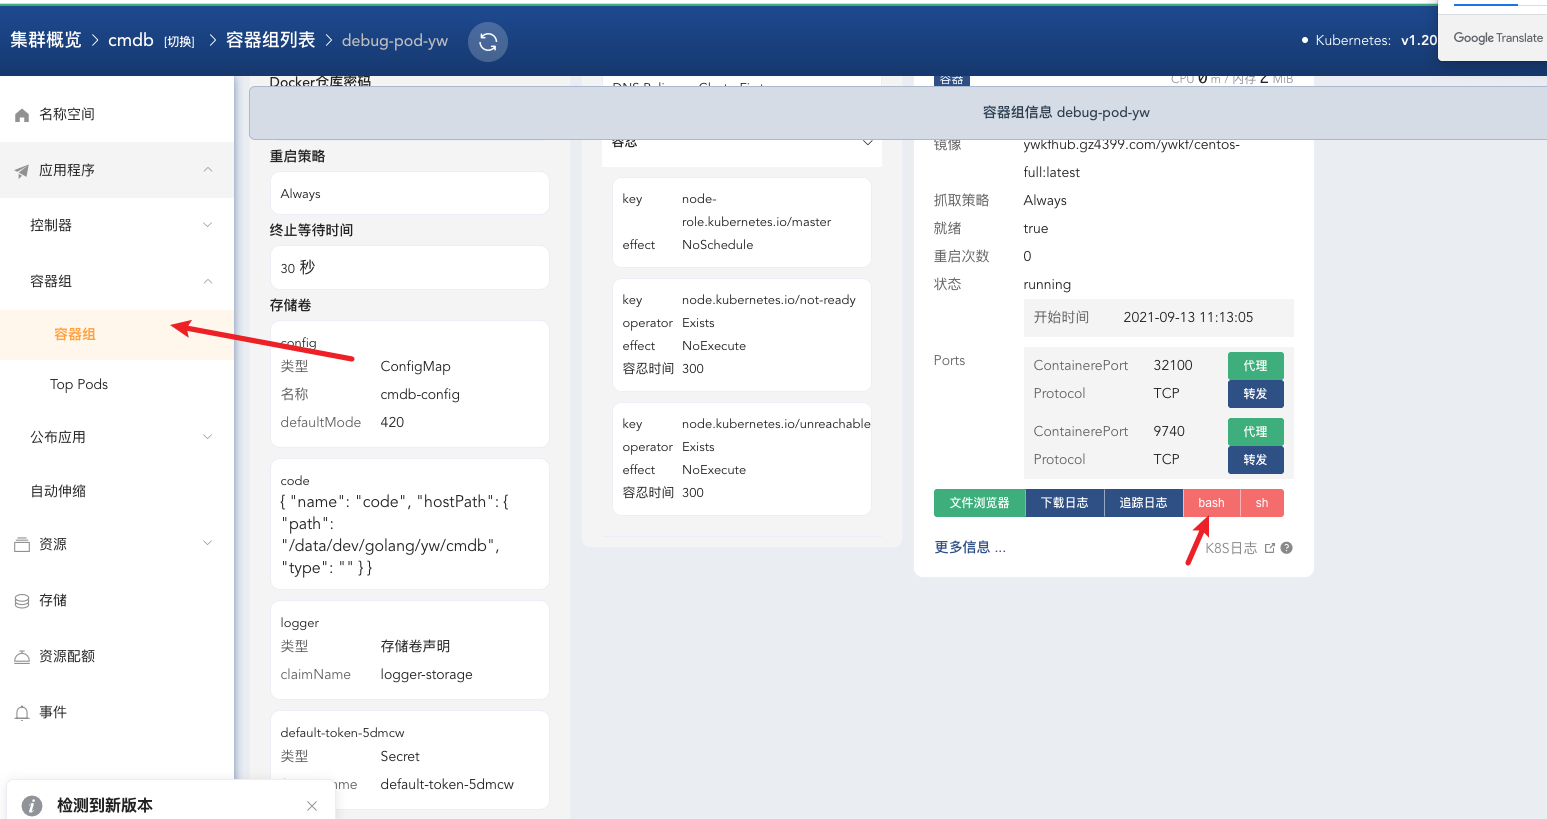 集群概览 > cmdb [切换] > 容器组列表 > debug-pod-yw
Kubernetes: v1.20
Google Translate
名称空间
应用程序
控制器
容器组
容器组
Top Pods
公布应用
自动伸缩
资源
存储
资源配额
事件
检测到新版本
容器组信息 debug-pod-yw
Docker仓库密码
重启策略
Always
终止等待时间
30 秒
存储卷
config
类型 ConfigMap
名称 cmdb-config
defaultMode 420
code
{ "name": "code", "hostPath": {
"path":
"/data/dev/golang/yw/cmdb",
"type": "" } }
logger
类型 存储卷声明
claimName logger-storage
default-token-5dmcw
类型 Secret
default-token-5dmcw
容忍
key node-
role.kubernetes.io/master
effect NoSchedule
key node.kubernetes.io/not-ready
operator Exists
effect NoExecute
容忍时间 300
key node.kubernetes.io/unreachable
operator Exists
effect NoExecute
容忍时间 300
容器 CPU 0 m / 内存 2 MiB
镜像 ywkfhub.gz4399.com/ywkf/centos-
full:latest
抓取策略 Always
就绪 true
重启次数 0
状态 running
开始时间 2021-09-13 11:13:05
Ports ContainerePort 32100 代理
Protocol TCP 转发
ContainerePort 9740 代理
Protocol TCP 转发
文件浏览器 下载日志 追踪日志 bash sh
更多信息 ... K8S日志